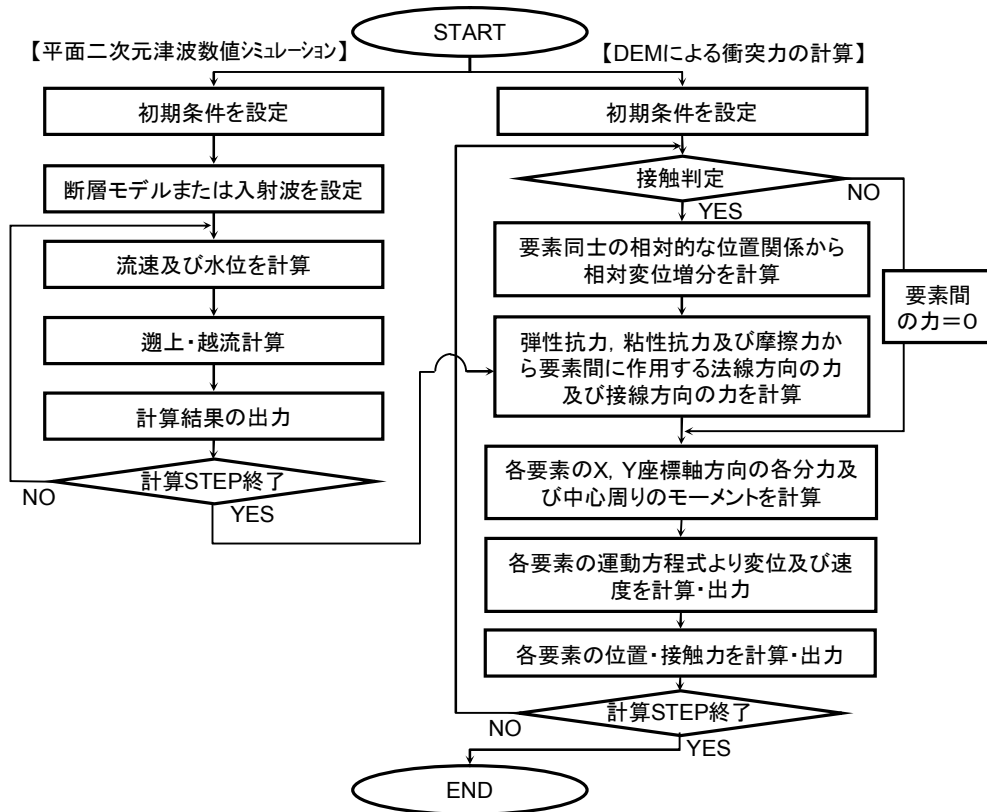 START
【平面二次元津波数値シミュレーション】
初期条件を設定
断層モデルまたは入射波を設定
流速及び水位を計算
遡上・越流計算
計算結果の出力
計算STEP終了
NO
YES
【DEMによる衝突力の計算】
初期条件を設定
接触判定
NO
YES
要素同士の相対的な位置関係から
相対変位増分を計算
要素間
の力＝0
弾性抗力，粘性抗力及び摩擦力か
ら要素間に作用する法線方向の力
及び接線方向の力を計算
各要素のX，Y座標軸方向の各分力及
び中心周りのモーメントを計算
各要素の運動方程式より変位及び速
度を計算・出力
各要素の位置・接触力を計算・出力
計算STEP終了
NO
YES
END